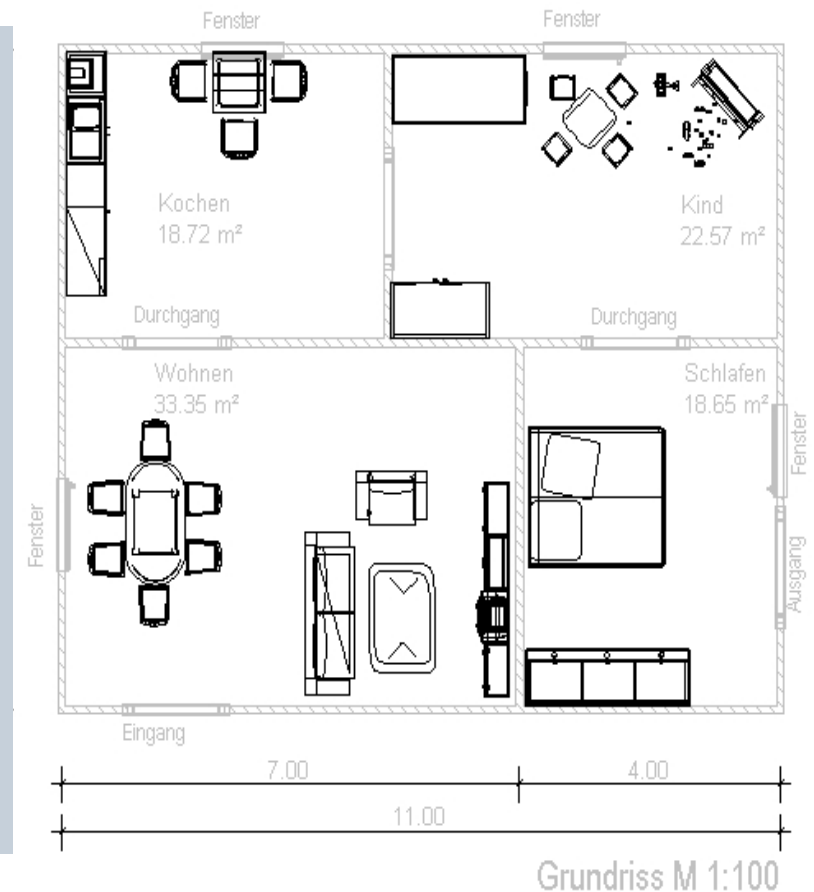 Fenster
Fenster
Kochen
18.72 m²
Kind
22.57 m²
Durchgang
Durchgang
Wohnen
33.35 m²
Schlafen
18.65 m²
Fenster
Fenster
Ausgang
Eingang
7.00
4.00
11.00
Grundriss M 1:100